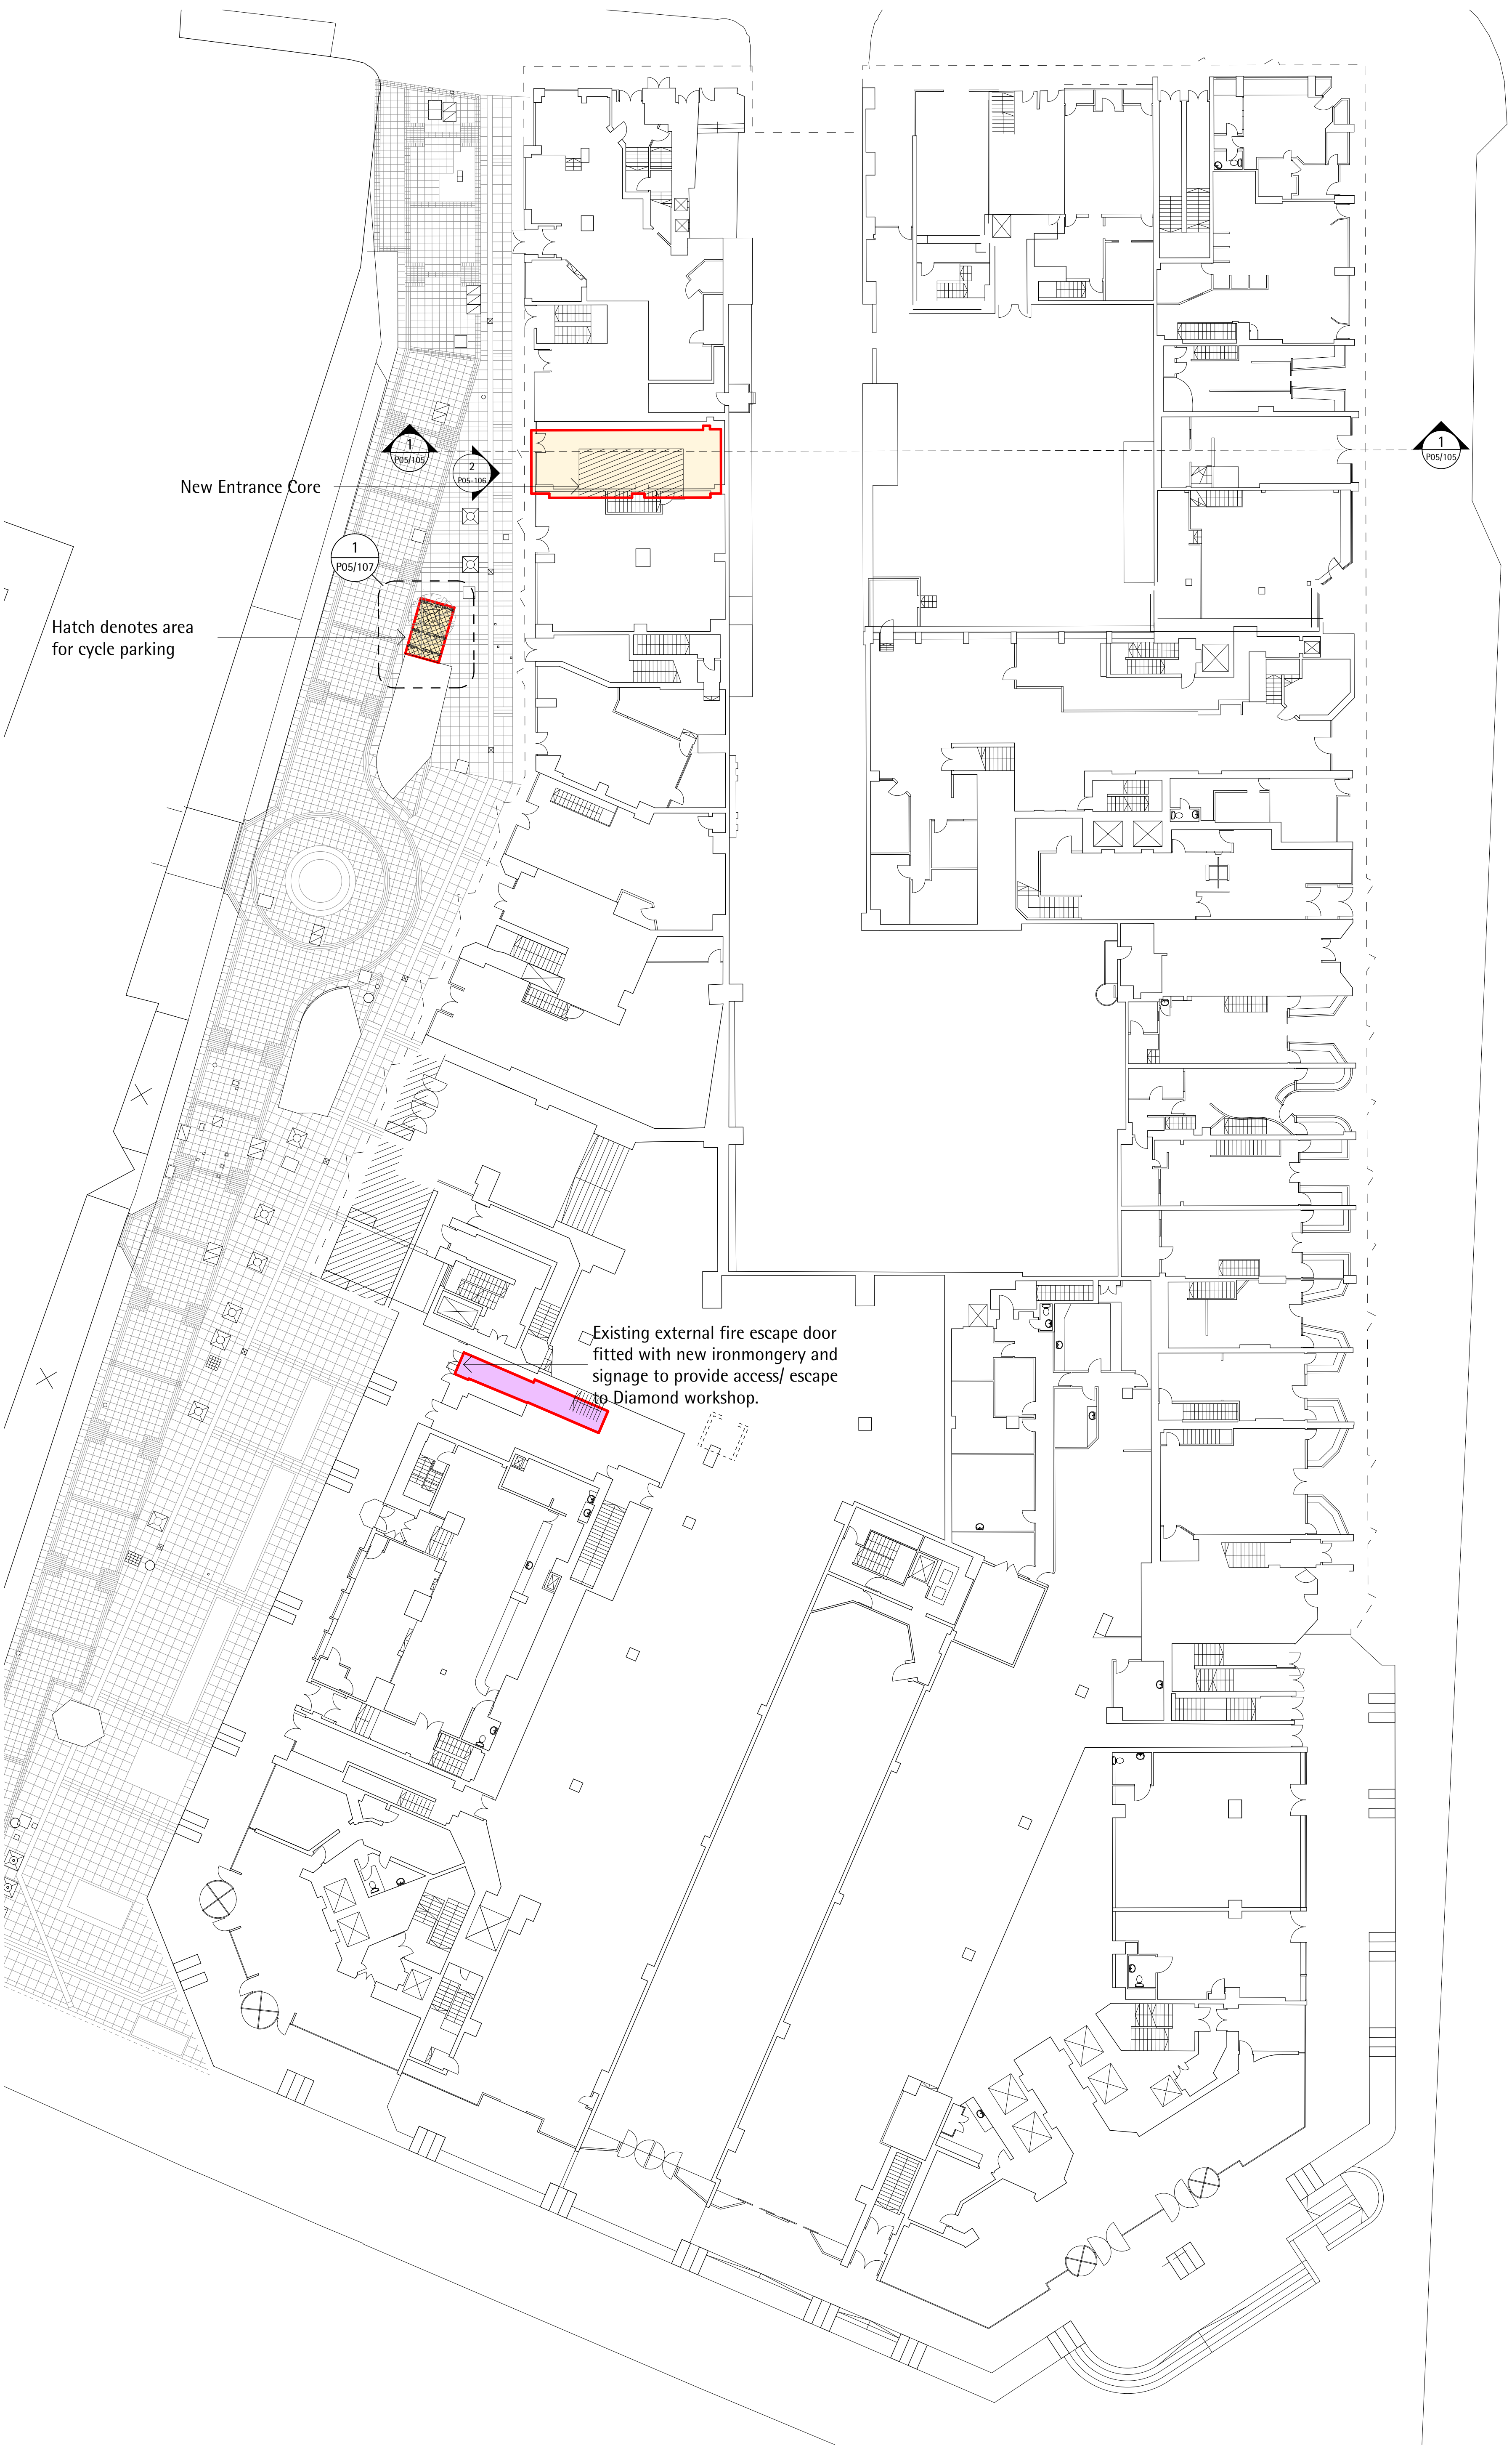 1
P05/105
1
P05/105
2
P05-106
New Entrance Core
1
P05/107
Hatch denotes area
for cycle parking
Existing external fire escape door
fitted with new ironmongery and
signage to provide access/ escape
to Diamond workshop.